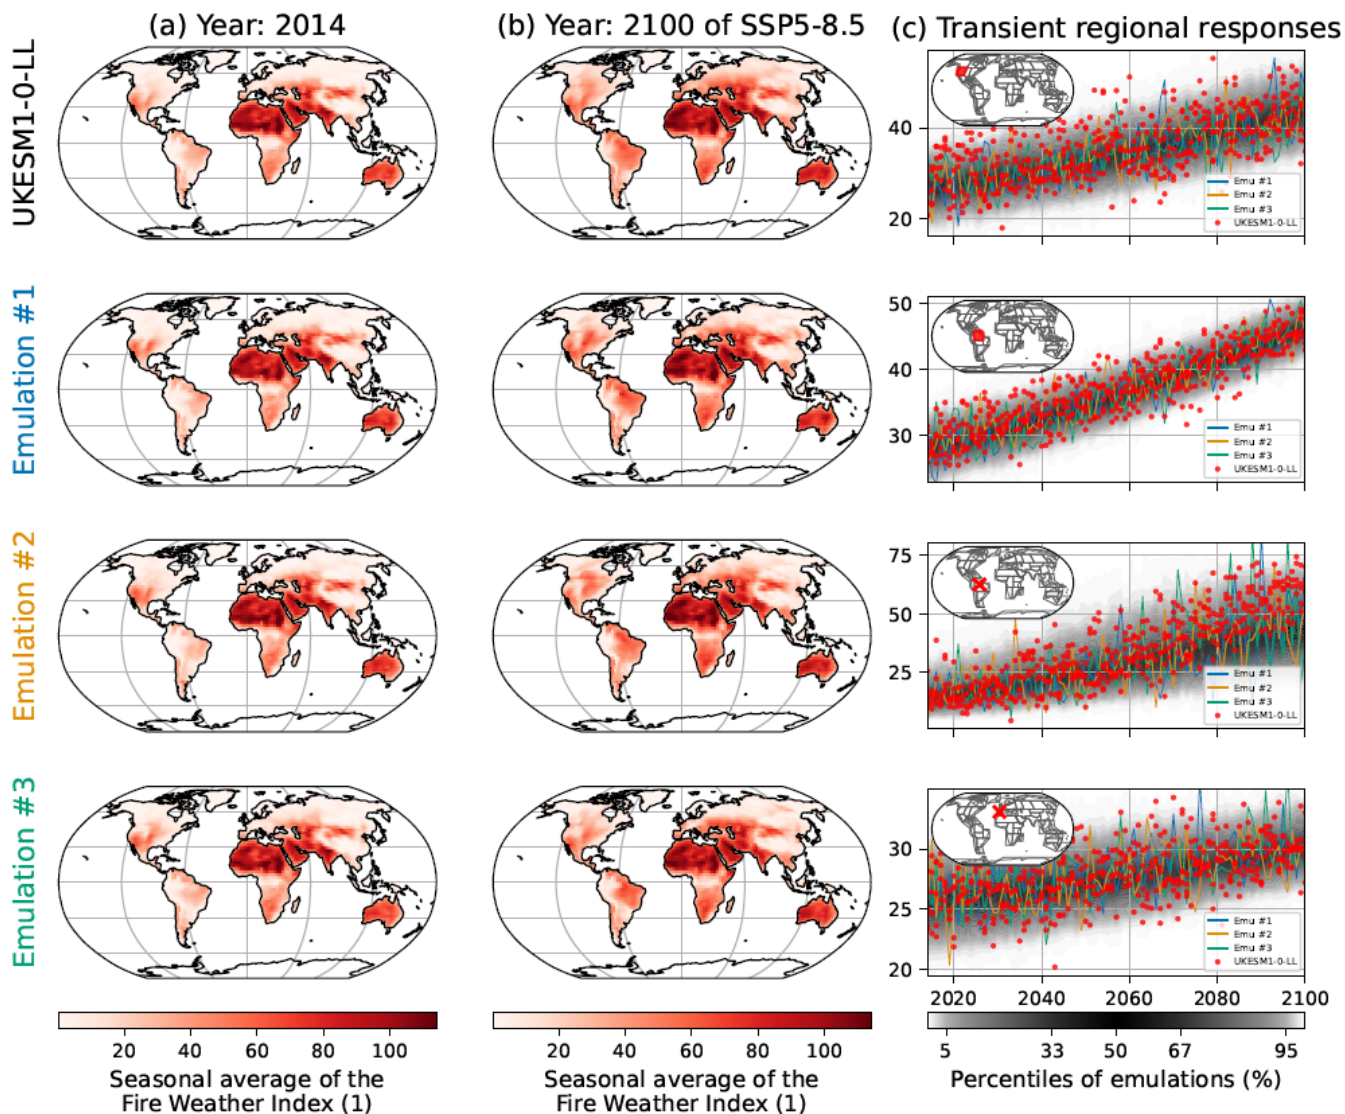 (a) Year: 2014
(b) Year: 2100 of SSP5-8.5
(c) Transient regional responses
UKESM1-0-LL
40
20
Emu #1
Emu #2
Emu #3
UKESM1-0-LL
Emulation #1
50
40
30
Emu #1
Emu #2
Emu #3
UKESM1-0-LL
Emulation #2
75
50
25
Emu #1
Emu #2
Emu #3
UKESM1-0-LL
Emulation #3
30
25
20
Emu #1
Emu #2
Emu #3
UKESM1-0-LL
2020 2040 2060 2080 2100
20 40 60 80 100
Seasonal average of the
Fire Weather Index (1)
20 40 60 80 100
Seasonal average of the
Fire Weather Index (1)
5 33 50 67 95
Percentiles of emulations (%)